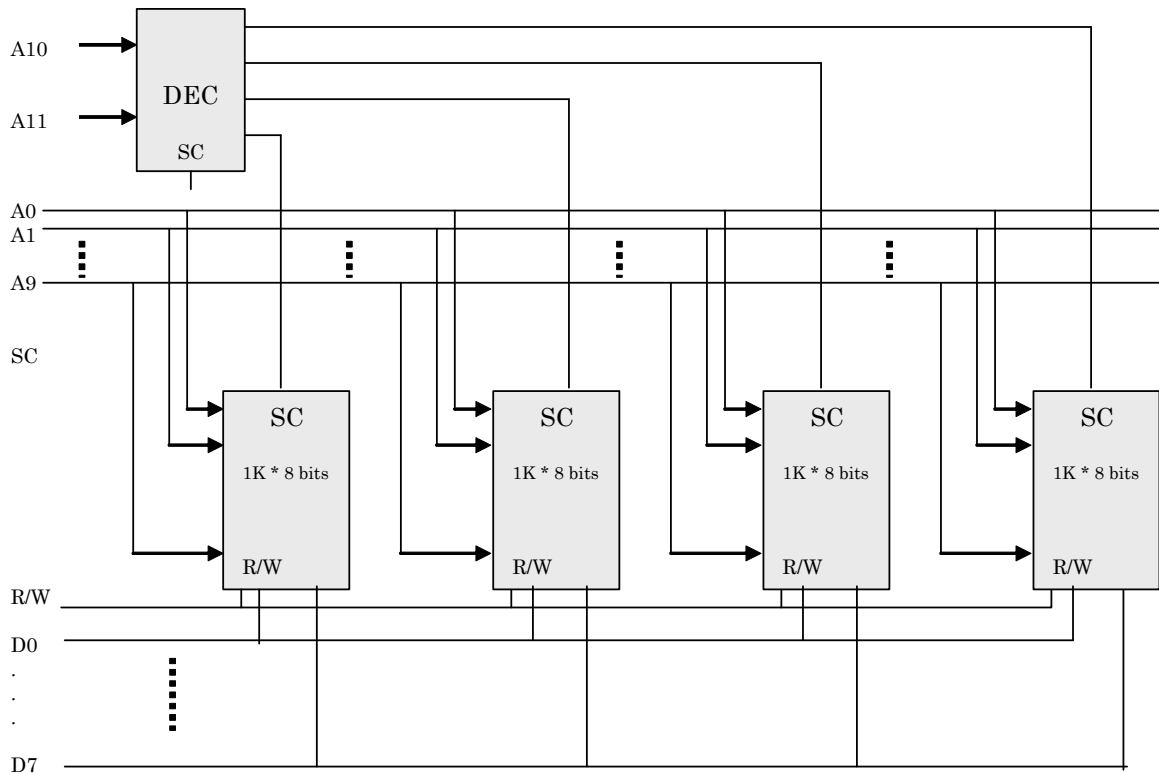 A10
DEC
A11
SC
A0
A1
A9
SC
SC SC SC SC
1K * 8 bits 1K * 8 bits 1K * 8 bits 1K * 8 bits
R/W R/W R/W R/W
R/W
D0
.
.
.
D7